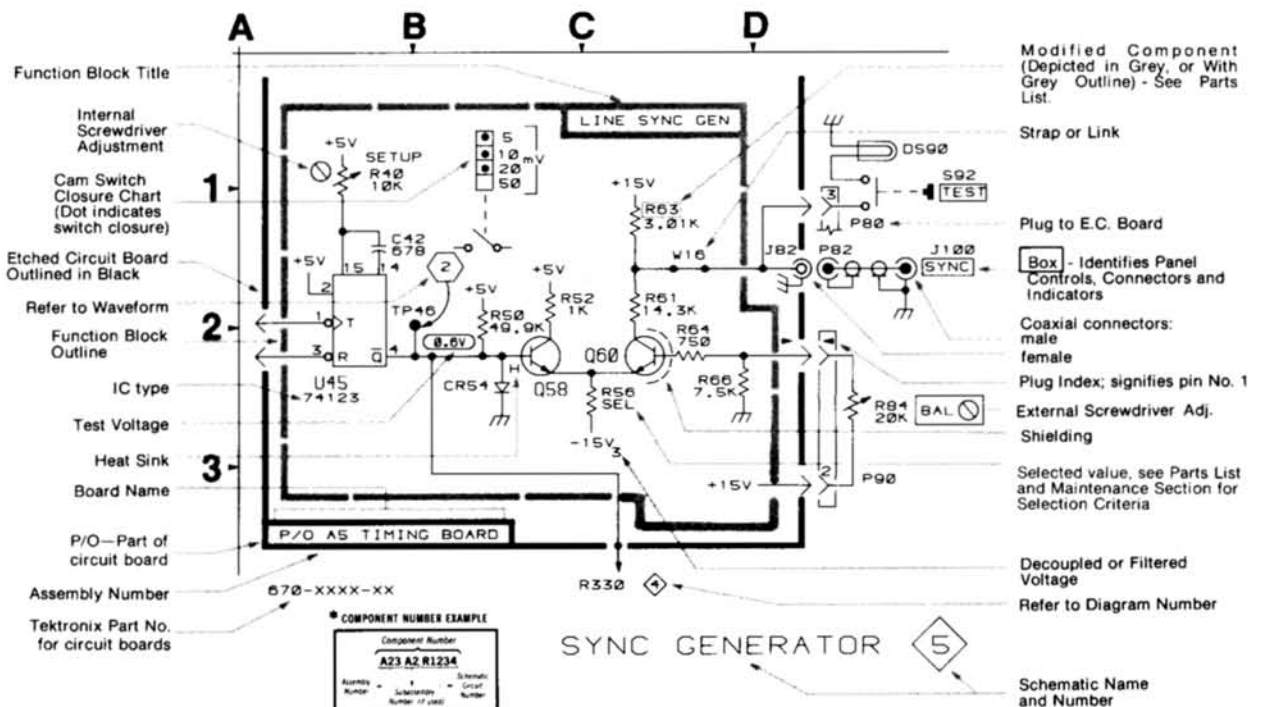 A B C D
1
2
3
Function Block Title
Internal
Screwdriver
Adjustment
Cam Switch
Closure Chart
(Dot indicates
switch closure)
Etched Circuit Board
Outlined in Black
Refer to Waveform
Function Block
Outline
IC type
Test Voltage
Heat Sink
Board Name
P/O—Part of
circuit board
Assembly Number
Tektronix Part No.
for circuit boards
LINE SYNC GEN
+5V
SETUP
R40
10K
5
10
20
50
mV
C42
678
+5V
15
14
2
1
T
3
R
Q̅
4
U45
74123
2
TP46
0.6V
+5V
R50
49.9K
CR54
H
+5V
R52
1K
Q58
Q60
+15V
R63
3.01K
W16
R61
14.3K
R64
750
R66
7.5K
R56
SEL
-15V
3
+15V
DS90
S92
TEST
3
P80
J82
P82
J100
SYNC
R84
20K
BAL
2
P90
P/O A5 TIMING BOARD
670-XXXX-XX
R330
4
SYNC GENERATOR
5
* COMPONENT NUMBER EXAMPLE
Component Number
A23 A2 R1234
Assembly
Number
Subassembly
Number (if used)
Schematic
Circuit
Number
Modified Component
(Depicted in Grey, or With
Grey Outline) - See Parts
List.
Strap or Link
Plug to E.C. Board
Box - Identifies Panel
Controls, Connectors and
Indicators
Coaxial connectors:
male
female
Plug Index; signifies pin No. 1
External Screwdriver Adj.
Shielding
Selected value, see Parts List
and Maintenance Section for
Selection Criteria
Decoupled or Filtered
Voltage
Refer to Diagram Number
Schematic Name
and Number